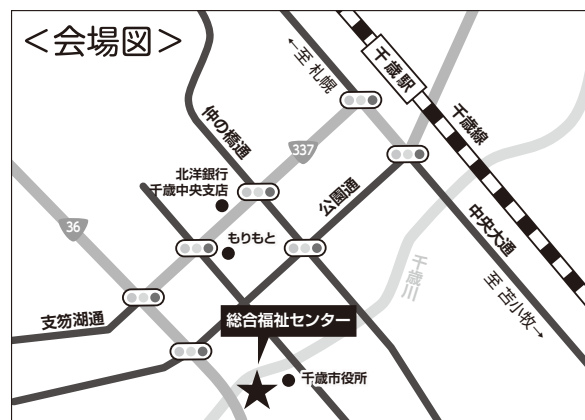 ＜会場図＞
←至 札幌
千歳駅
千歳線
仲の橋通
337
北洋銀行
千歳中央支店
公園通
中央大通
36
もりもと
千歳川
至 苫小牧→
支笏湖通
総合福祉センター
千歳市役所